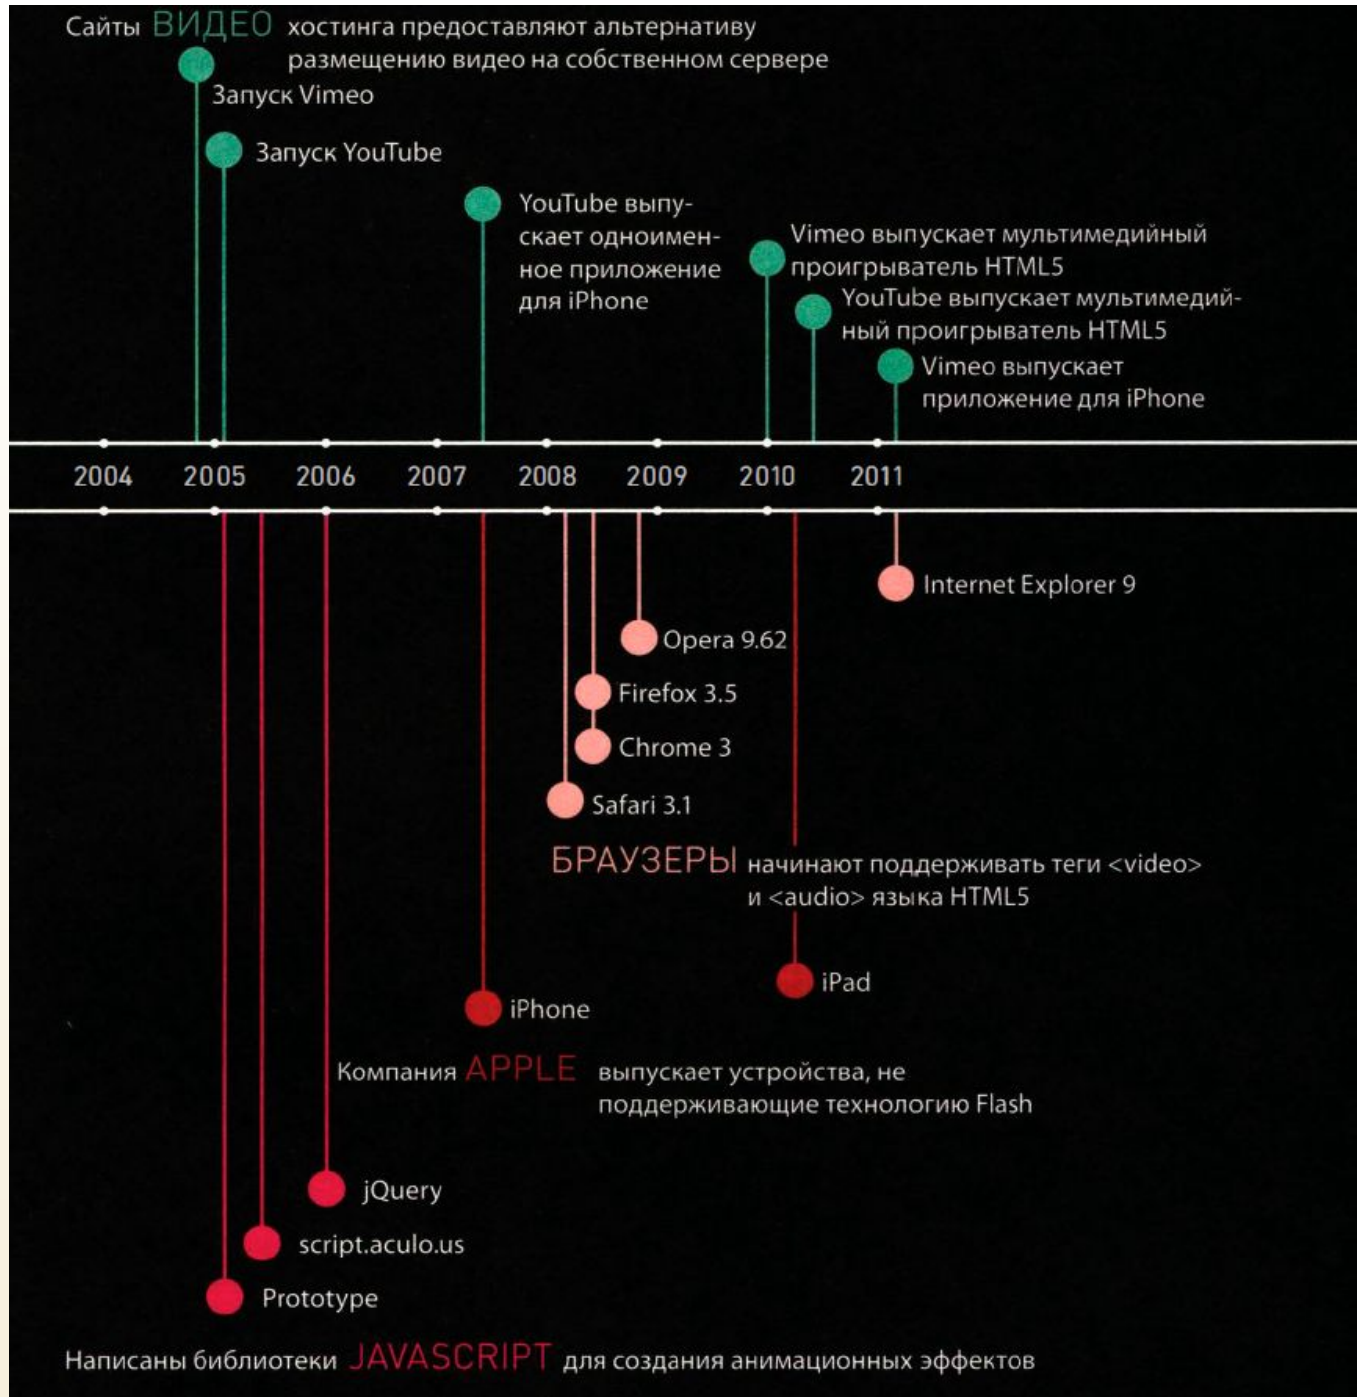 Сайты ВИДЕО хостинга предоставляют альтернативу
размещению видео на собственном сервере
Запуск Vimeo
Запуск YouTube
YouTube выпу-
скает одноимен-
ное приложение
для iPhone
Vimeo выпускает мультимедийный
проигрыватель HTML5
YouTube выпускает мультимедий-
ный проигрыватель HTML5
Vimeo выпускает
приложение для iPhone
2004 2005 2006 2007 2008 2009 2010 2011
Internet Explorer 9
Opera 9.62
Firefox 3.5
Chrome 3
Safari 3.1
БРАУЗЕРЫ начинают поддерживать теги <video>
и <audio> языка HTML5
iPad
iPhone
Компания APPLE выпускает устройства, не
поддерживающие технологию Flash
jQuery
script.aculo.us
Prototype
Написаны библиотеки JAVASCRIPT для создания анимационных эффектов